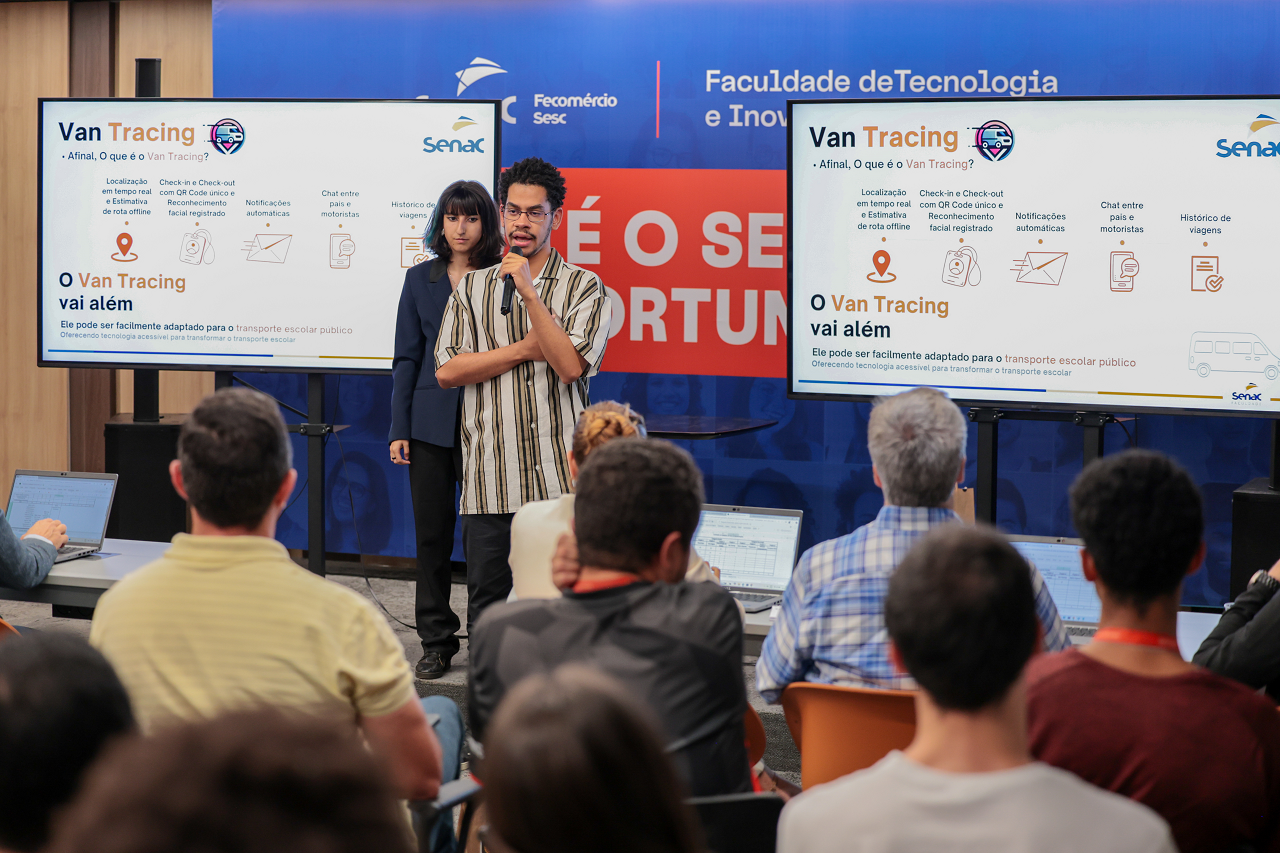 Fecomércio
Sesc
Faculdade deTecnologia
e Inov
É O SE
ORTUN
Van Tracing
senac
• Afinal, O que é o Van Tracing?
Localização
em tempo real
e Estimativa
de rota offline
Check-in e Check-out
com QR Code único e
Reconhecimento
facial registrado
Notificações
automáticas
Chat entre
pais e
motoristas
Histórico de
viagens
O Van Tracing
vai além
Ele pode ser facilmente adaptado para o transporte escolar público
Oferecendo tecnologia acessível para transformar o transporte escolar
Van Tracing
Senac
• Afinal, O que é o Van Tracing?
Localização
em tempo real
e Estimativa
de rota offline
Check-in e Check-out
com QR Code único e
Reconhecimento
facial registrado
Notificações
automáticas
Chat entre
pais e
motoristas
Histórico de
viagens
O Van Tracing
vai além
Ele pode ser facilmente adaptado para o transporte escolar público
Oferecendo tecnologia acessível para transformar o transporte escolar
Senac